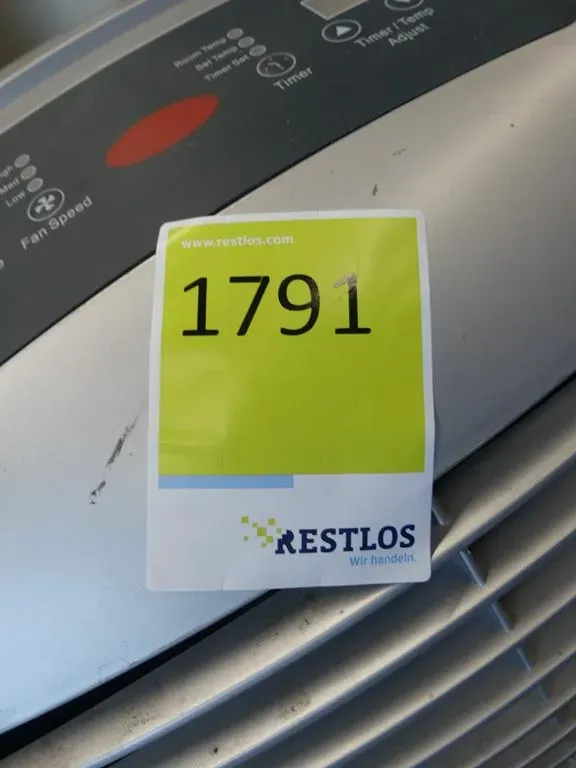 Room Temp
Set Temp
Timer Set
Timer
Timer / Temp
Adjust
Med
Low
Fan Speed
www.restlos.com
1791
RESTLOS
Wir handeln.